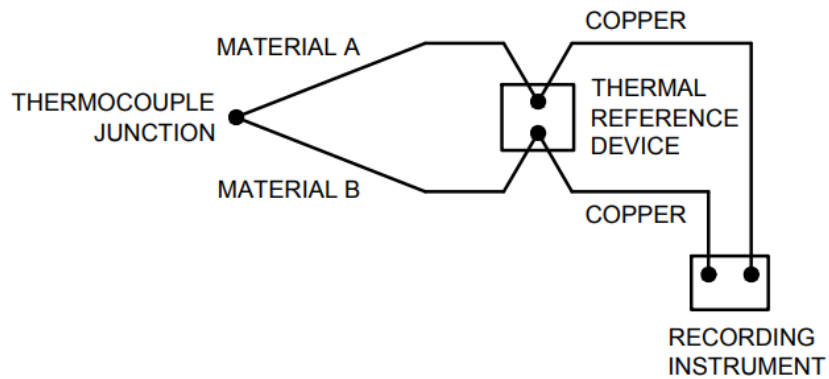 COPPER
MATERIAL A
THERMAL
REFERENCE
DEVICE
THERMOCOUPLE
JUNCTION
MATERIAL B
COPPER
RECORDING
INSTRUMENT